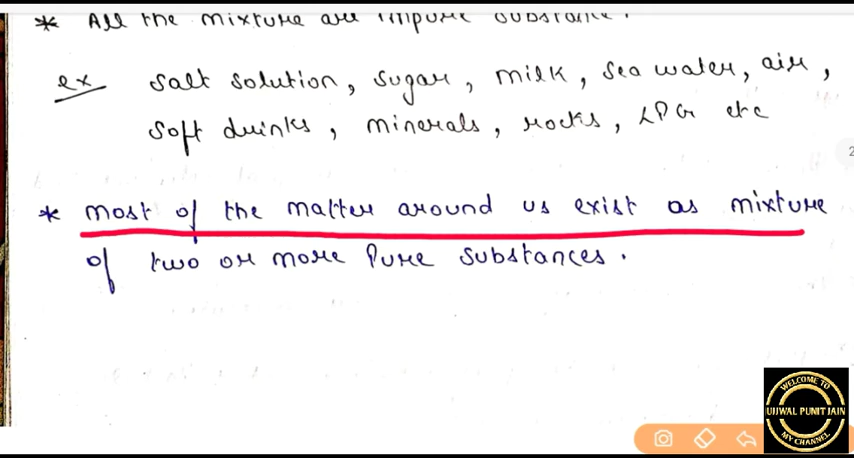 * All the mixture are impure substance.
ex salt solution, sugar, milk, sea water, air,
soft drinks, minerals, rocks, LPG etc
2
* most of the matter around us exist as mixture
of two or more Pure substances.
WELCOME TO
UJJWAL PUNIT JAIN
MY CHANNEL